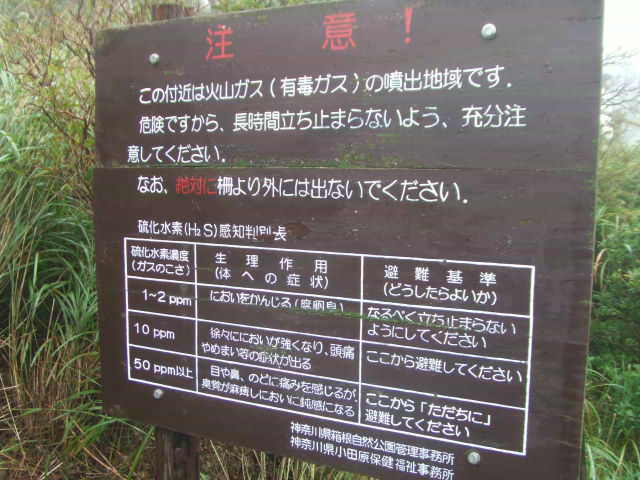 注意!
この付近は火山ガス(有毒ガス)の噴出地域です.
危険ですから、長時間立ち止まらないよう、充分注
意してください.
なお、絶対に柵より外には出ないでください.
硫化水素(H₂S)感知判別表
硫化水素濃度
(ガスのこさ)
生理作用
(体への症状)
避難基準
(どうしたらよいか)
1~2ppm
においをかんじる(腐卵臭)
なるべく立ち止まらない
ようにしてください
10ppm
徐々ににおいが強くなり、頭痛
やめまい等の症状が出る
ここから避難してください
50ppm以上
目や鼻、のどに痛みを感じるが
臭覚が麻痺しにおいに鈍感になる
ここから「ただちに」
避難してください
神奈川県箱根自然公園管理事務所
神奈川県小田原保健福祉事務所